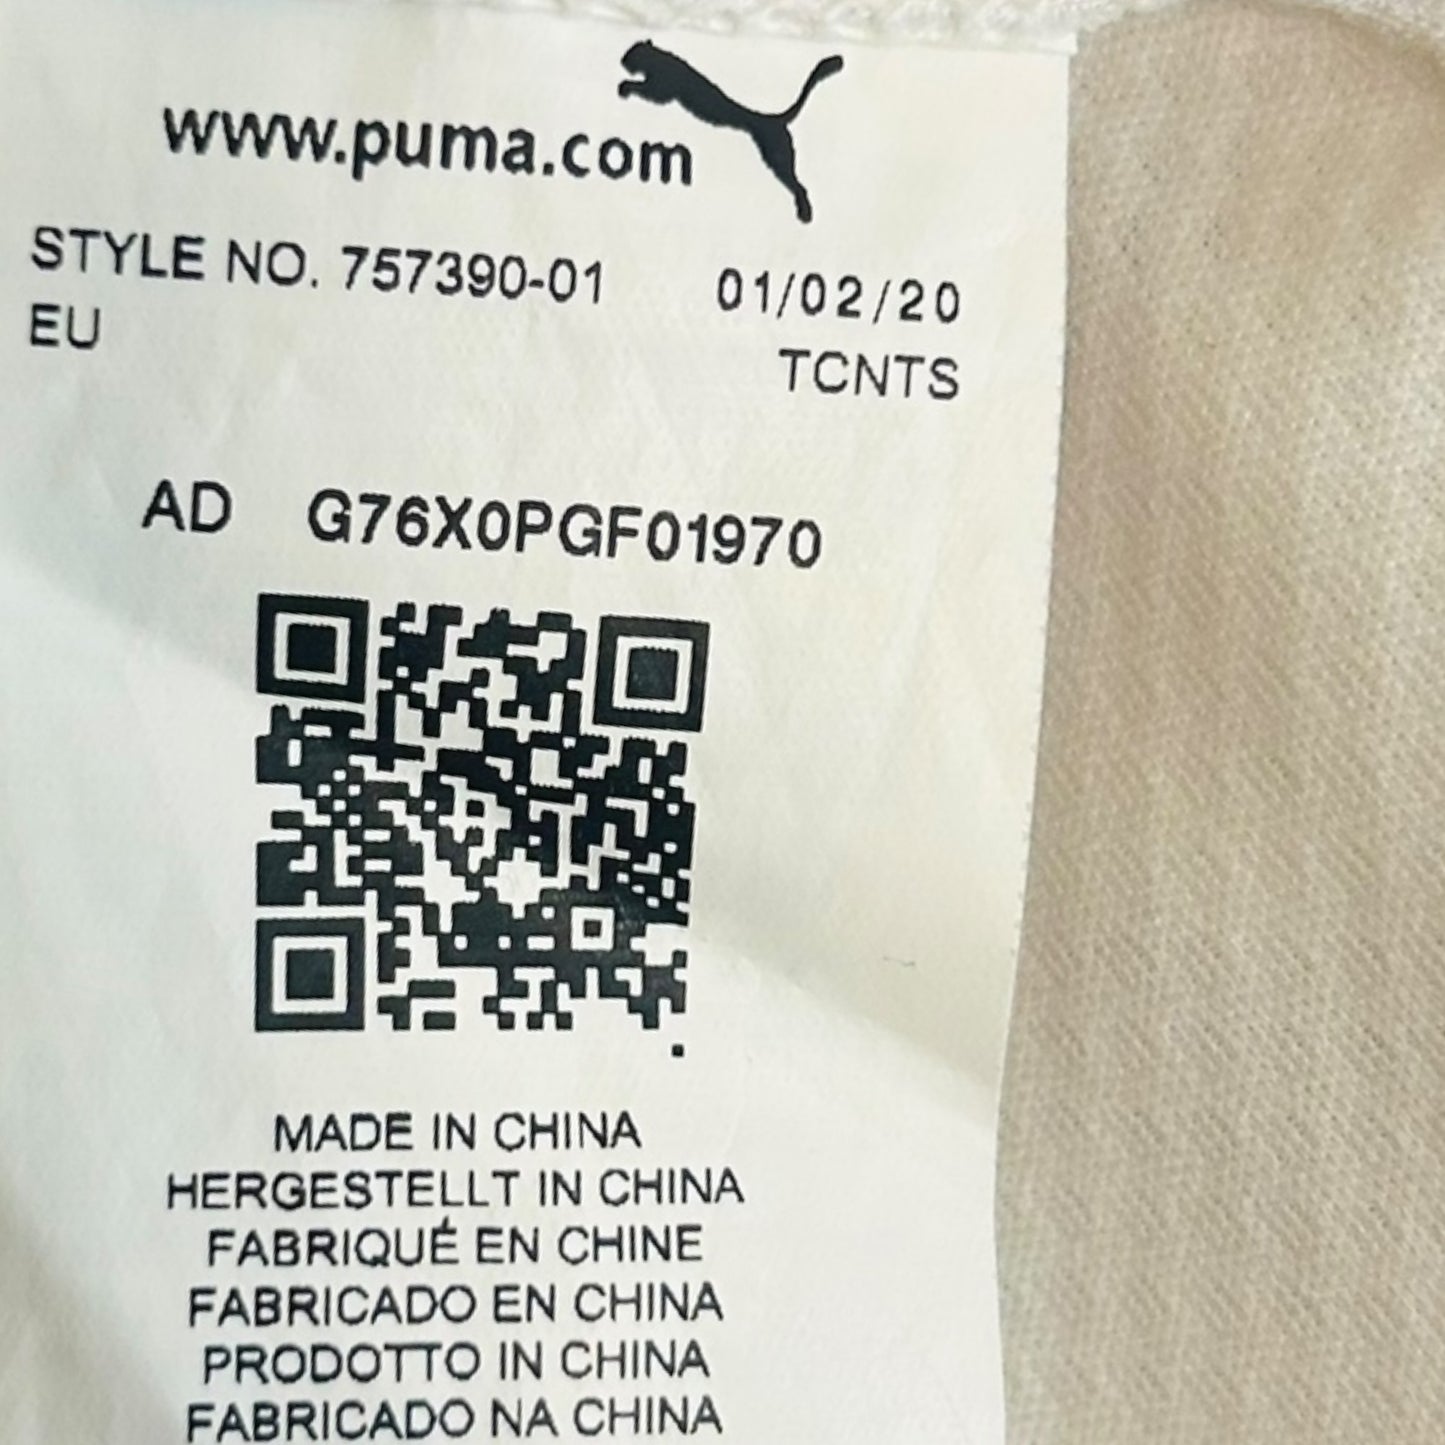 www.puma.com
STYLE NO. 757390-01 01/02/20
EU TCNTS
AD G76X0PGF01970
MADE IN CHINA
HERGESTELLT IN CHINA
FABRIQUÉ EN CHINE
FABRICADO EN CHINA
PRODOTTO IN CHINA
FABRICADO NA CHINA